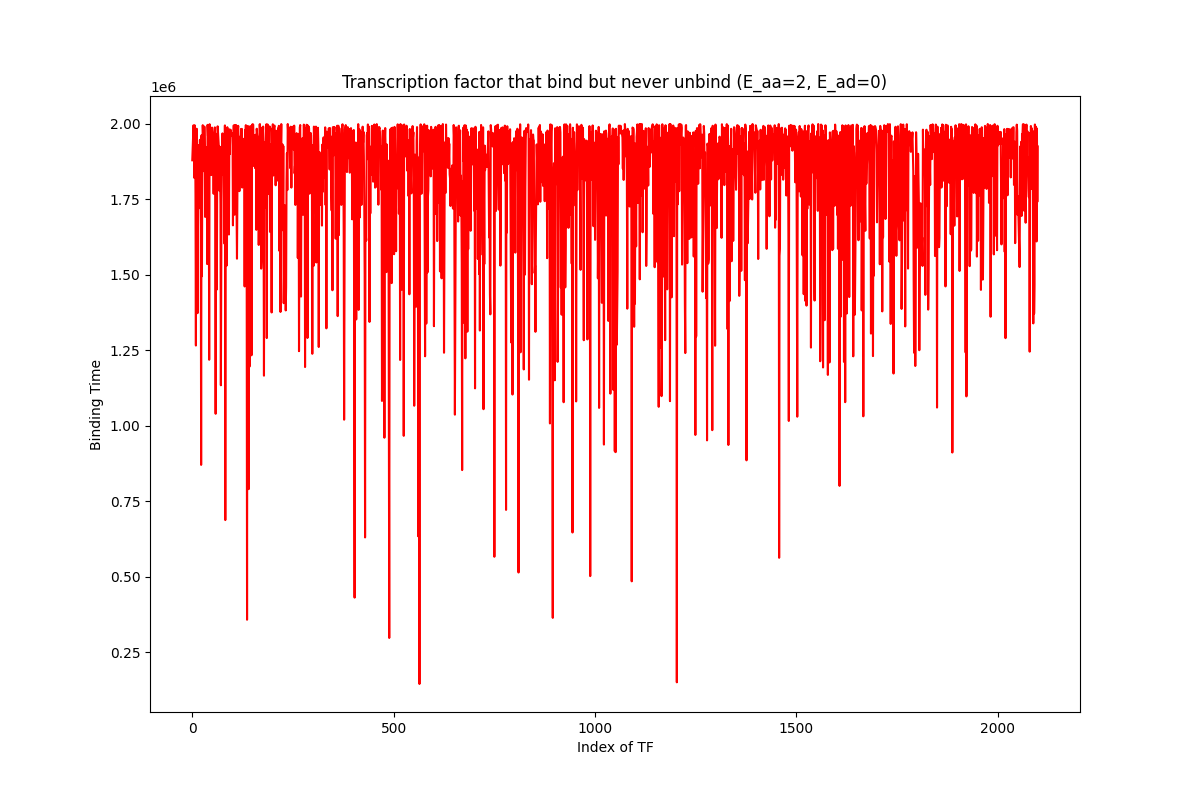 Transcription factor that bind but never unbind (E_aa=2, E_ad=0)
1e6
2.00
1.75
1.50
1.25
1.00
0.75
0.50
0.25
Binding Time
0 500 1000 1500 2000
Index of TF